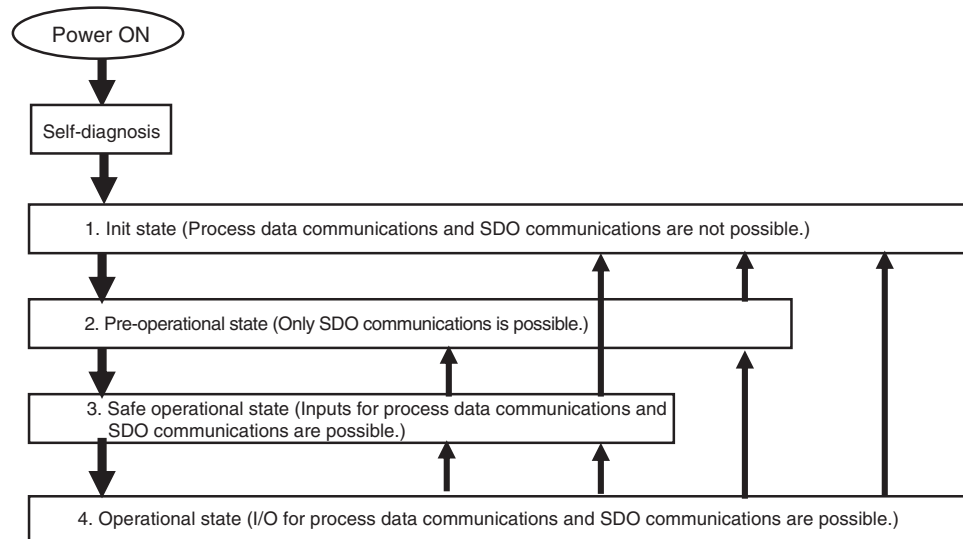 Power ON
Self-diagnosis
1. Init state (Process data communications and SDO communications are not possible.)
2. Pre-operational state (Only SDO communications is possible.)
3. Safe operational state (Inputs for process data communications and
SDO communications are possible.)
4. Operational state (I/O for process data communications and SDO communications are possible.)